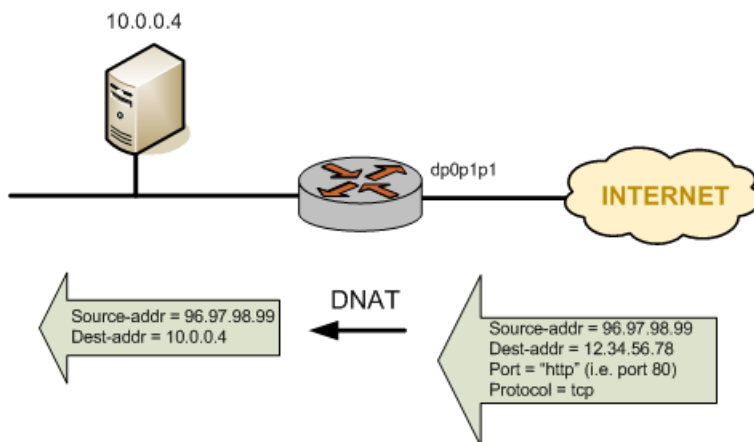 10.0.0.4
dp0p1p1
INTERNET
DNAT
Source-addr = 96.97.98.99
Dest-addr = 10.0.0.4
Source-addr = 96.97.98.99
Dest-addr = 12.34.56.78
Port = “http” (i.e. port 80)
Protocol = tcp